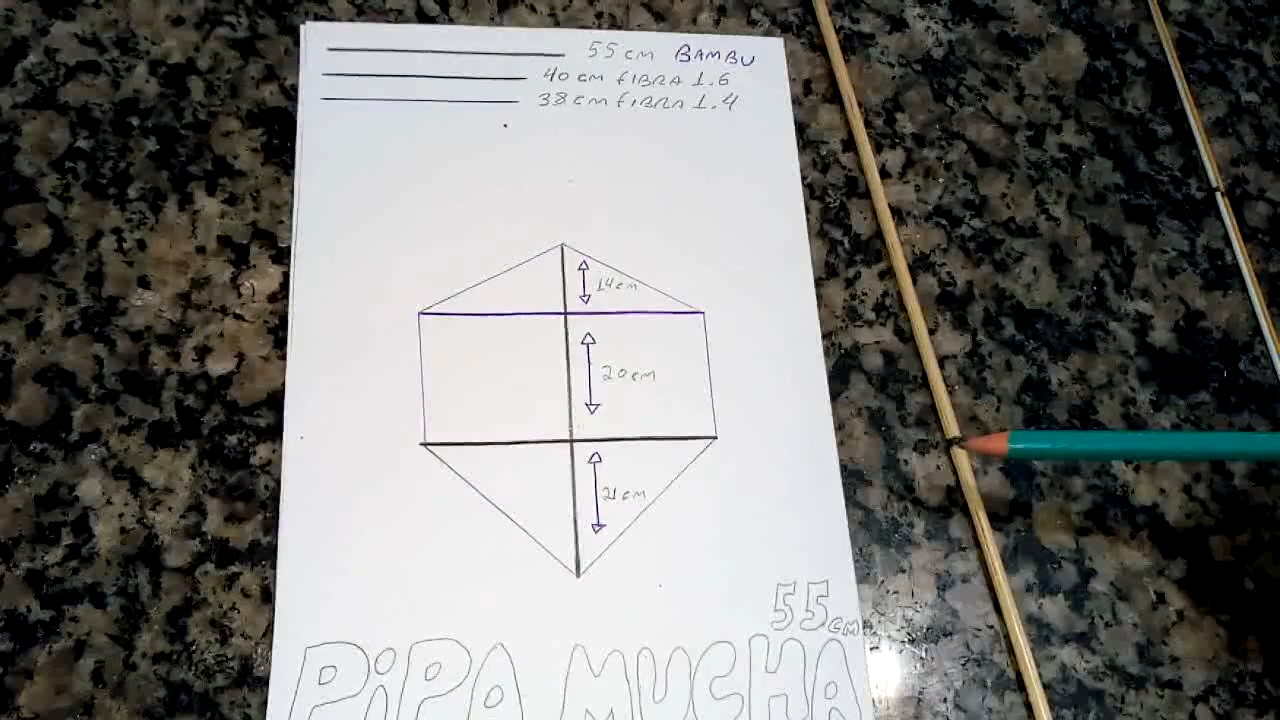 55cm BAMBU
40cm FIBRA 1.6
38cm FIBRA 1.4
14cm
20cm
21cm
55cm
PiPA MUCHA